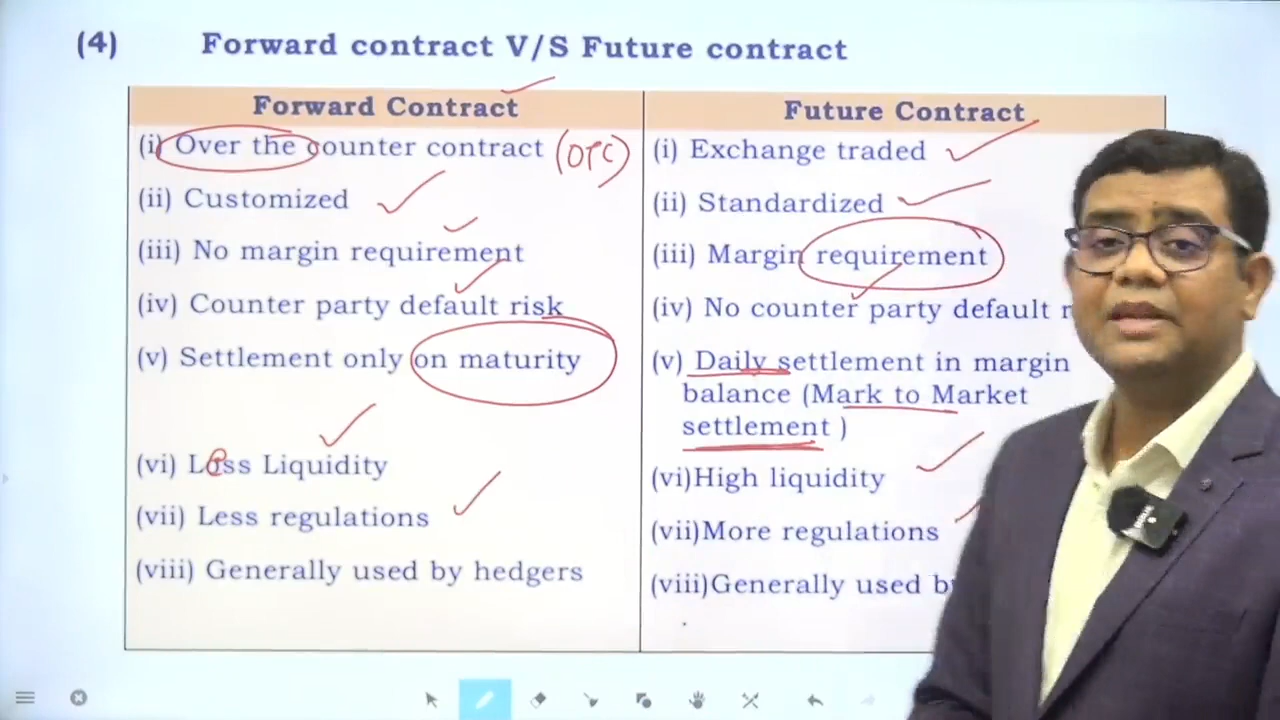 (4) Forward contract V/S Future contract
Forward Contract
(i) Over the counter contract (OTC)
(ii) Customized
(iii) No margin requirement
(iv) Counter party default risk
(v) Settlement only on maturity
(vi) Less Liquidity
(vii) Less regulations
(viii) Generally used by hedgers
Future Contract
(i) Exchange traded
(ii) Standardized
(iii) Margin requirement
(iv) No counter party default
(v) Daily settlement in margin
balance (Mark to Market
settlement )
(vi)High liquidity
(vii)More regulations
(viii)Generally used